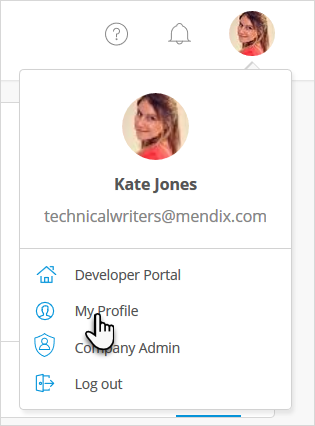 Kate Jones
technicalwriters@mendix.com
Developer Portal
My Profile
Company Admin
Log out